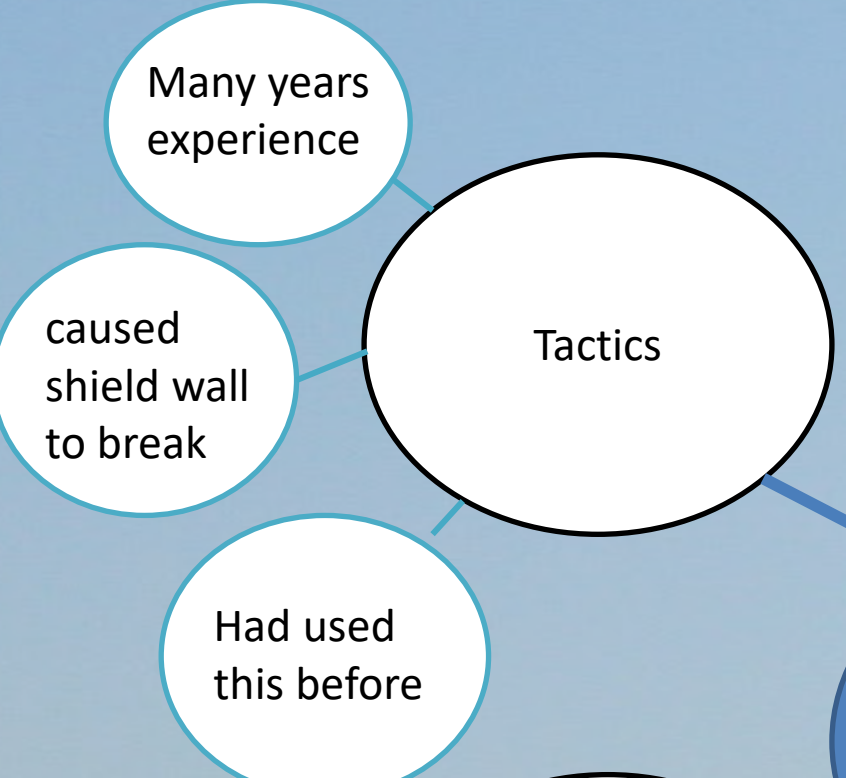 Many years
experience
caused
shield wall
to break
Tactics
Had used
this before